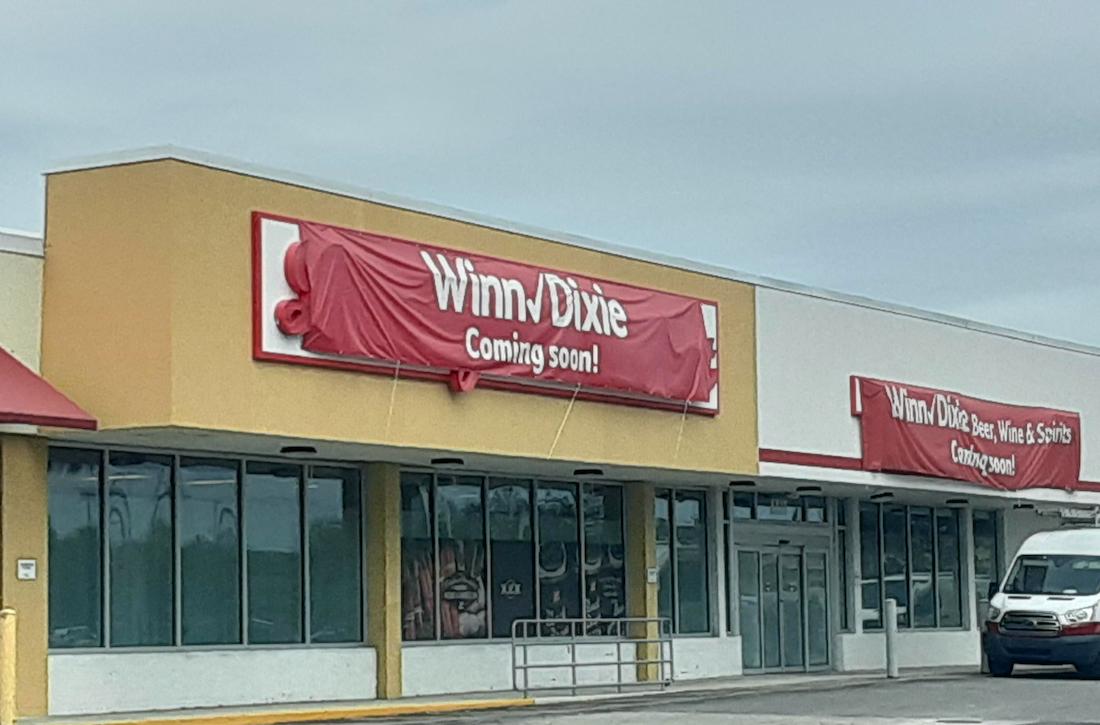 Winn✓Dixie
Coming soon!
Winn✓Dixie Beer, Wine & Spirits
Coming soon!